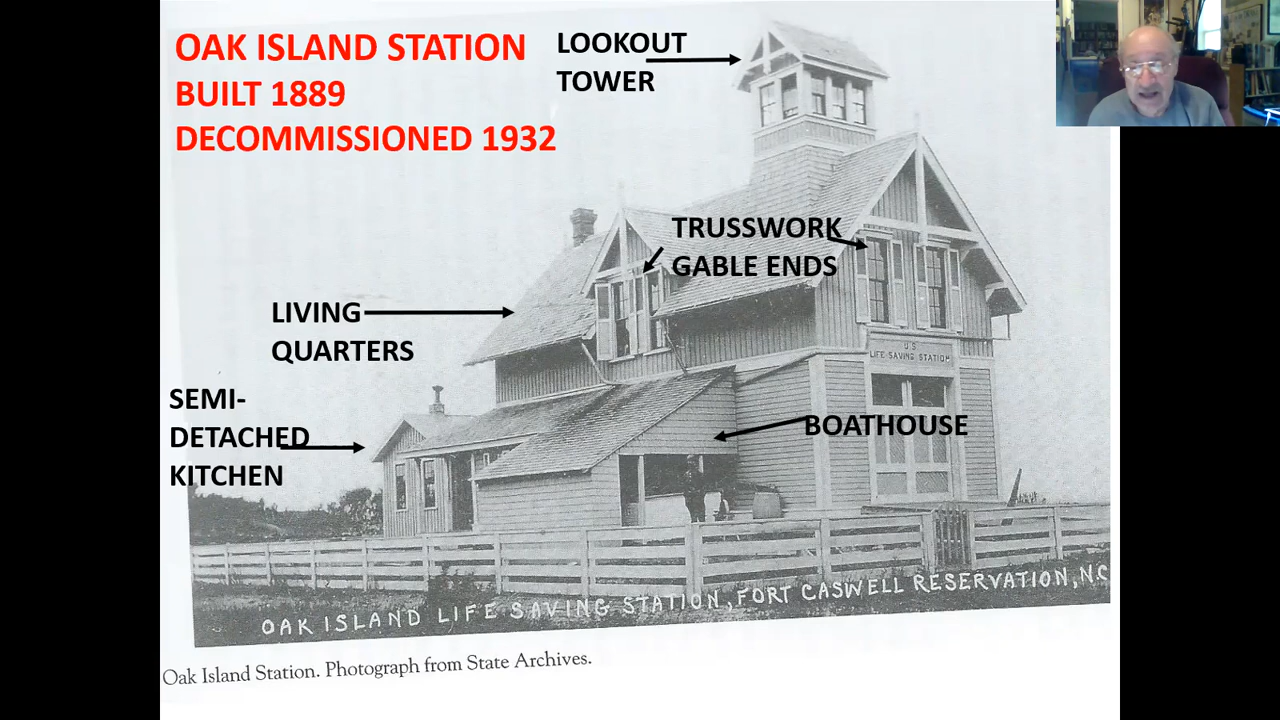 OAK ISLAND STATION
BUILT 1889
DECOMMISSIONED 1932
LOOKOUT
TOWER
TRUSSWORK
GABLE ENDS
LIVING
QUARTERS
SEMI-
DETACHED
KITCHEN
BOATHOUSE
U.S
LIFE SAVING STATION
OAK ISLAND LIFE SAVING STATION, FORT CASWELL RESERVATION, N.C
Oak Island Station. Photograph from State Archives.